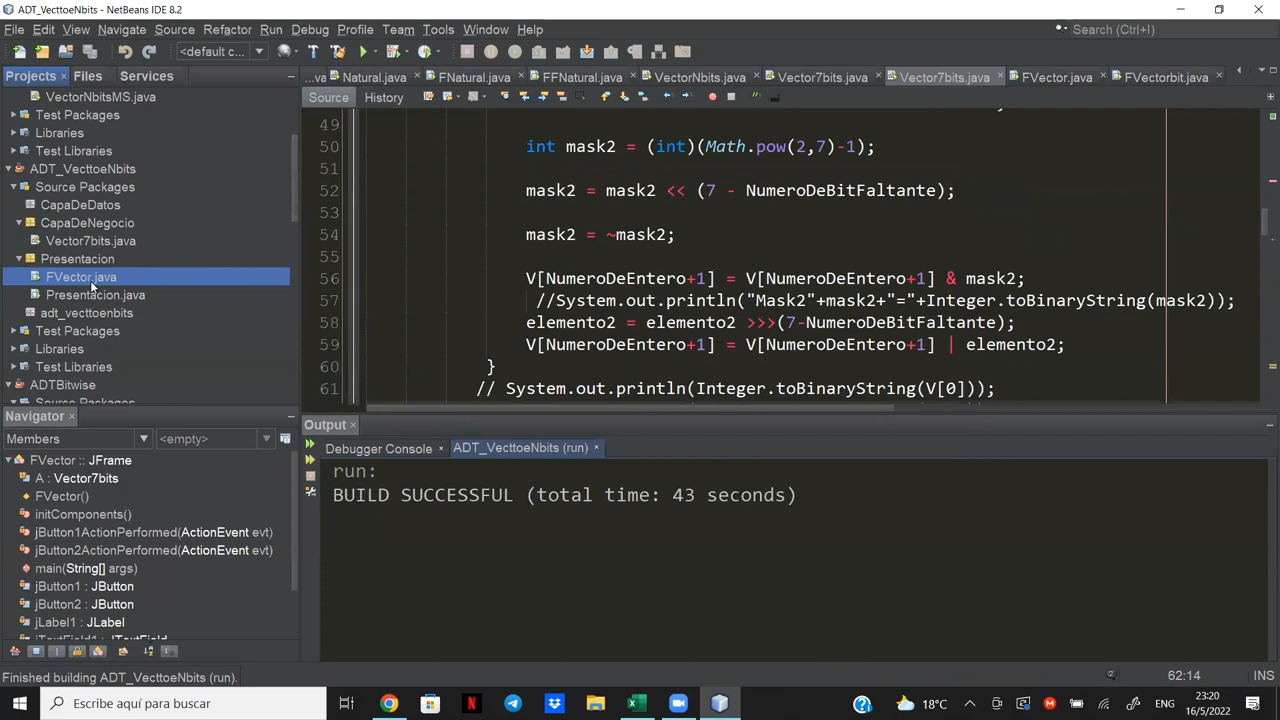 ADT_VecttoeNbits - NetBeans IDE 8.2
File Edit View Navigate Source Refactor Run Debug Profile Team Tools Window Help
Search (Ctrl+I)
<default c...
Projects Files Services
...va Natural.java FNatural.java FFNatural.java VectorNbits.java Vector7bits.java Vector7bits.java FVector.java FVectorbit.java
Source History
VectorNbitsMS.java
Test Packages
Libraries
Test Libraries
ADT_VecttoeNbits
Source Packages
CapaDeDatos
CapaDeNegocio
Vector7bits.java
Presentacion
FVector.java
Presentacion.java
adt_vecttoenbits
Test Packages
Libraries
Test Libraries
ADTBitwise
Source Packages
49
50 int mask2 = (int)(Math.pow(2,7)-1);
51
52 mask2 = mask2 << (7 - NumeroDeBitFaltante);
53
54 mask2 = ~mask2;
55
56 V[NumeroDeEntero+1] = V[NumeroDeEntero+1] & mask2;
57 //System.out.println("Mask2"+mask2+"="+Integer.toBinaryString(mask2));
58 elemento2 = elemento2 >>>(7-NumeroDeBitFaltante);
59 V[NumeroDeEntero+1] = V[NumeroDeEntero+1] | elemento2;
60 }
61 // System.out.println(Integer.toBinaryString(V[0]));
Navigator
Members <empty>
FVector :: JFrame
A : Vector7bits
FVector()
initComponents()
jButton1ActionPerformed(ActionEvent evt)
jButton2ActionPerformed(ActionEvent evt)
main(String[] args)
jButton1 : JButton
jButton2 : JButton
jLabel1 : JLabel
jTextField1 : JTextField
Output
Debugger Console ADT_VecttoeNbits (run)
run:
BUILD SUCCESSFUL (total time: 43 seconds)
Finished building ADT_VecttoeNbits (run).
62:14 INS
Escribe aquí para buscar
18°C
ENG
23:20
16/5/2022